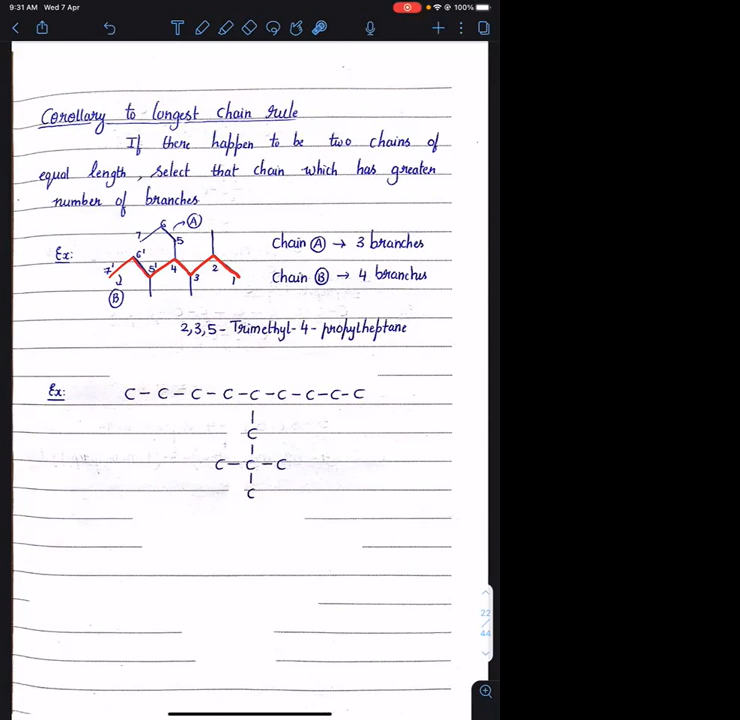 9:31 AM Wed 7 Apr
100%
T
Corollary to longest chain rule
If there happen to be two chains of
equal length, select that chain which has greater
number of branches
Ex:
7 6 A
5
7' 6' 5' 4 3 2 1
B
Chain A → 3 branches
Chain B → 4 branches
2,3,5 - Trimethyl - 4 - propylheptane
Ex: C - C - C - C - C - C - C - C - C
|
C
|
C - C - C
|
C
22
/
44